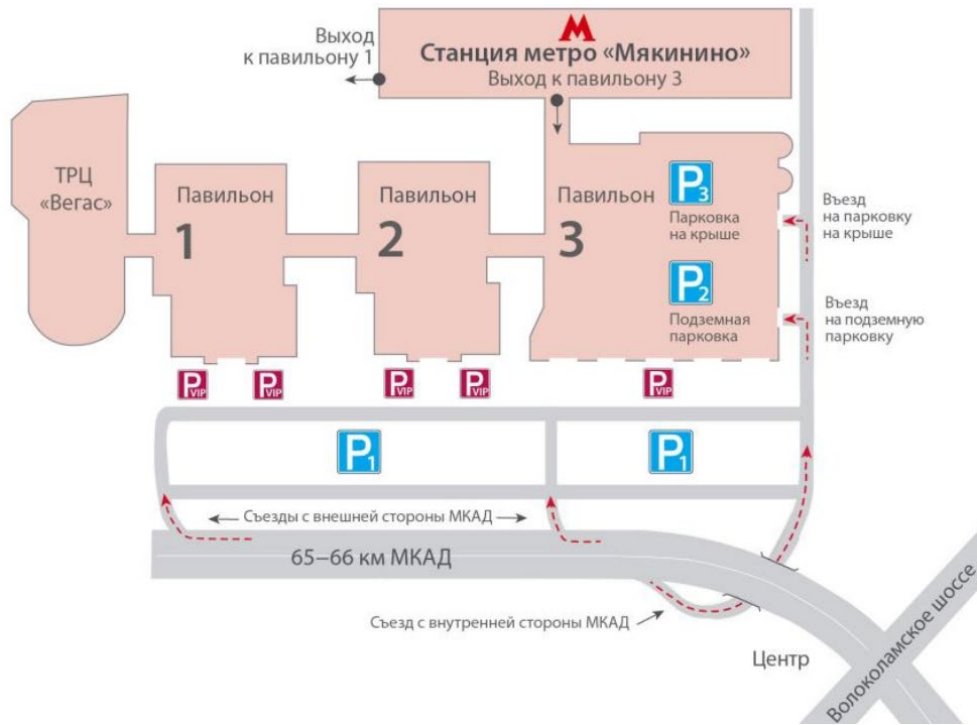 М
Станция метро «Мякинино»
Выход к павильону 3
Выход
к павильону 1
ТРЦ
«Вегас»
Павильон
1
Павильон
2
Павильон
3
P3
Парковка
на крыше
P2
Подземная
парковка
Въезд
на парковку
на крыше
Въезд
на подземную
парковку
P VIP
P VIP
P VIP
P VIP
P VIP
P1
P1
Съезды с внешней стороны МКАД
65–66 км МКАД
Съезд с внутренней стороны МКАД
Центр
Волоколамское шоссе